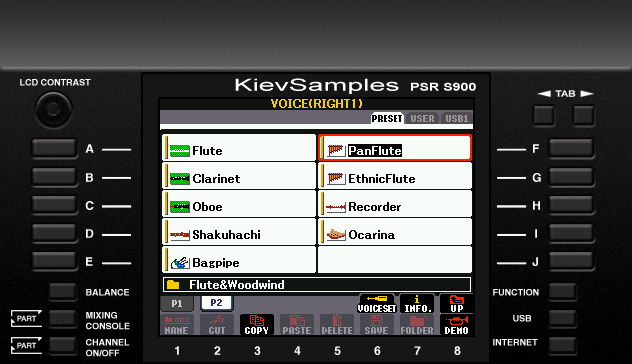 LCD CONTRAST
KievSamples PSR S900
TAB
VOICE(RIGHT1)
PRESET USER USB1
A Flute PanFlute F
B Clarinet EthnicFlute G
C Oboe Recorder H
D Shakuhachi Ocarina I
E Bagpipe J
Flute&Woodwind
BALANCE P1 P2 VOICESET INFO. UP FUNCTION
PART MIXING CONSOLE NAME CUT COPY PASTE DELETE SAVE FOLDER DEMO USB
PART CHANNEL ON/OFF INTERNET
1 2 3 4 5 6 7 8